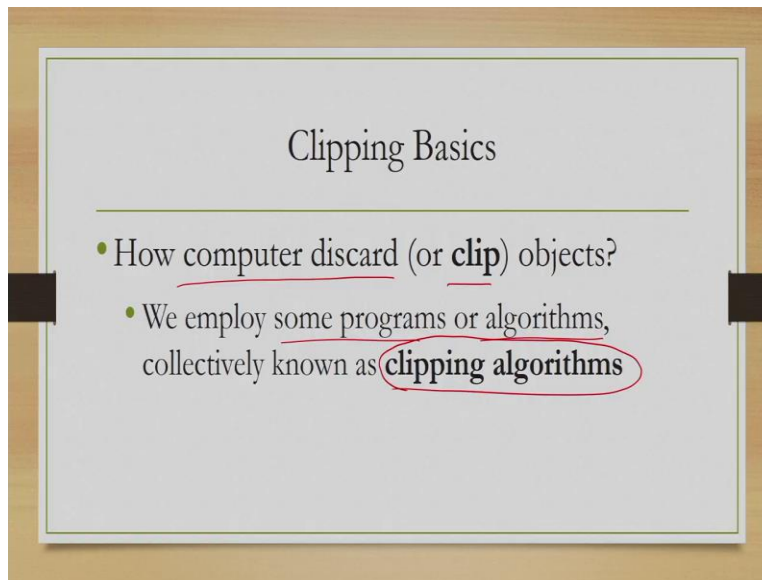 Clipping Basics
• How computer discard (or clip) objects?
• We employ some programs or algorithms,
collectively known as clipping algorithms